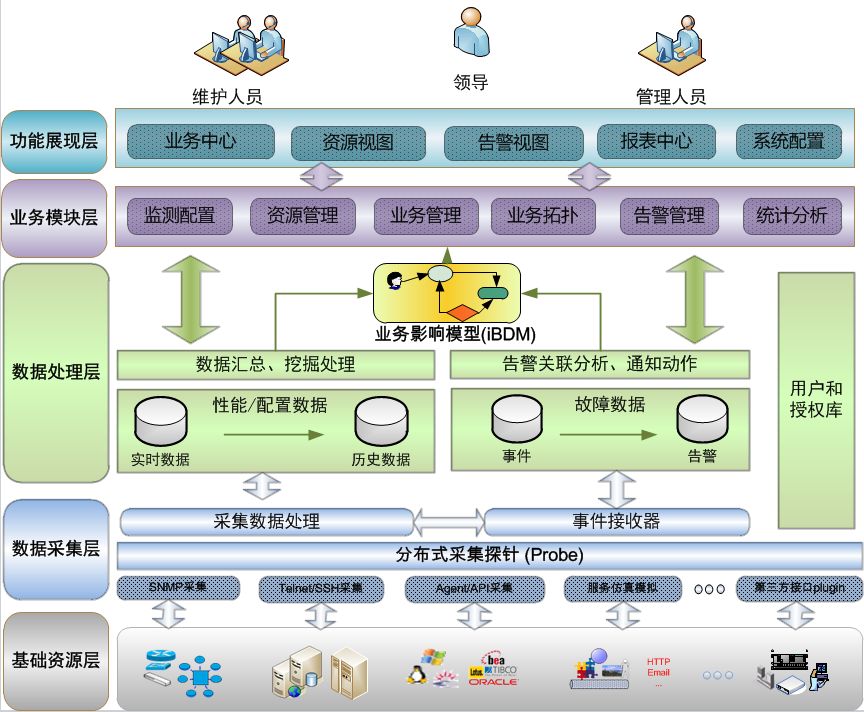 维护人员
领导
管理人员
功能展现层
业务中心
资源视图
告警视图
报表中心
系统配置
业务模块层
监测配置
资源管理
业务管理
业务拓扑
告警管理
统计分析
数据处理层
业务影响模型(iBDM)
数据汇总、挖掘处理
告警关联分析、通知动作
性能/配置数据
实时数据
历史数据
故障数据
事件
告警
用户和
授权库
数据采集层
采集数据处理
事件接收器
分布式采集探针 (Probe)
SNMP采集
Telnet/SSH采集
Agent/API采集
服务仿真模拟
第三方接口plugin
基础资源层
bea
Lotus
TIBCO
ORACLE
HTTP
Email
...